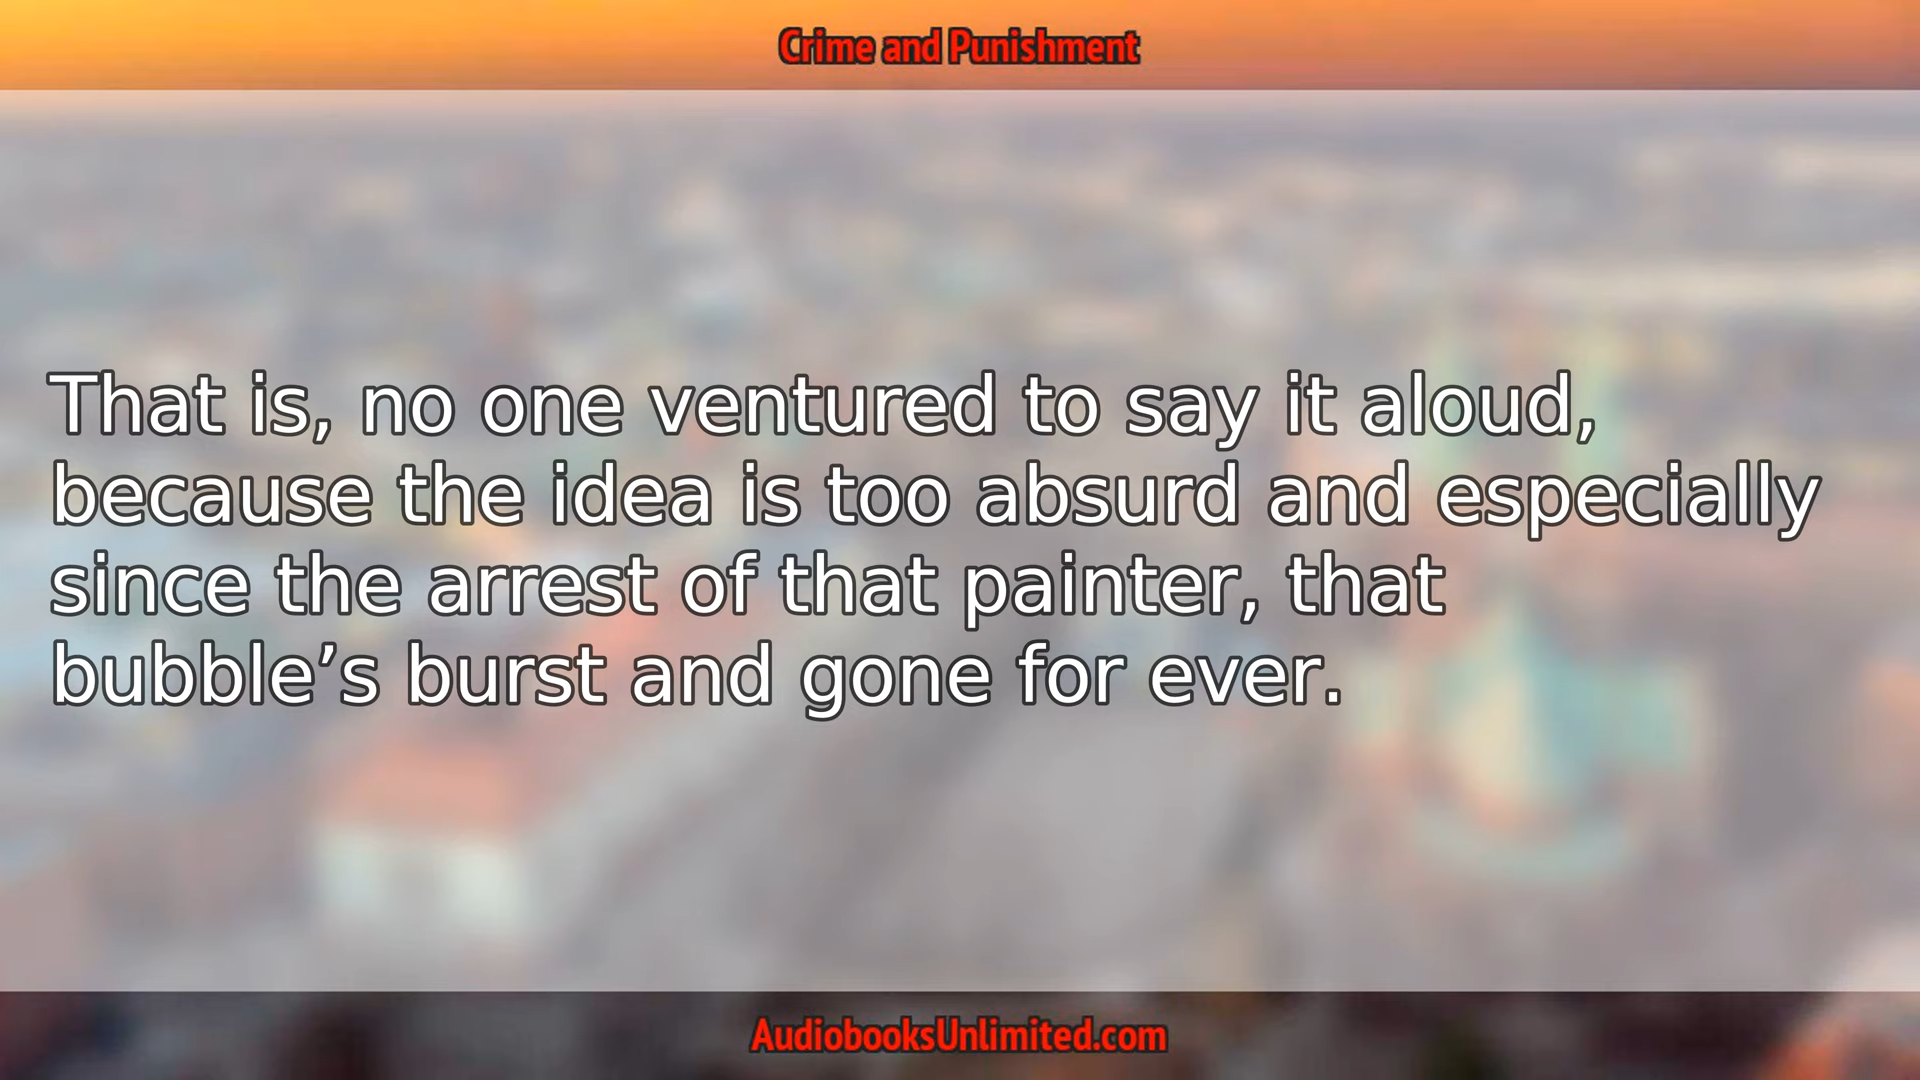 Crime and Punishment
That is, no one ventured to say it aloud,
because the idea is too absurd and especially
since the arrest of that painter, that
bubble’s burst and gone for ever.
AudiobooksUnlimited.com